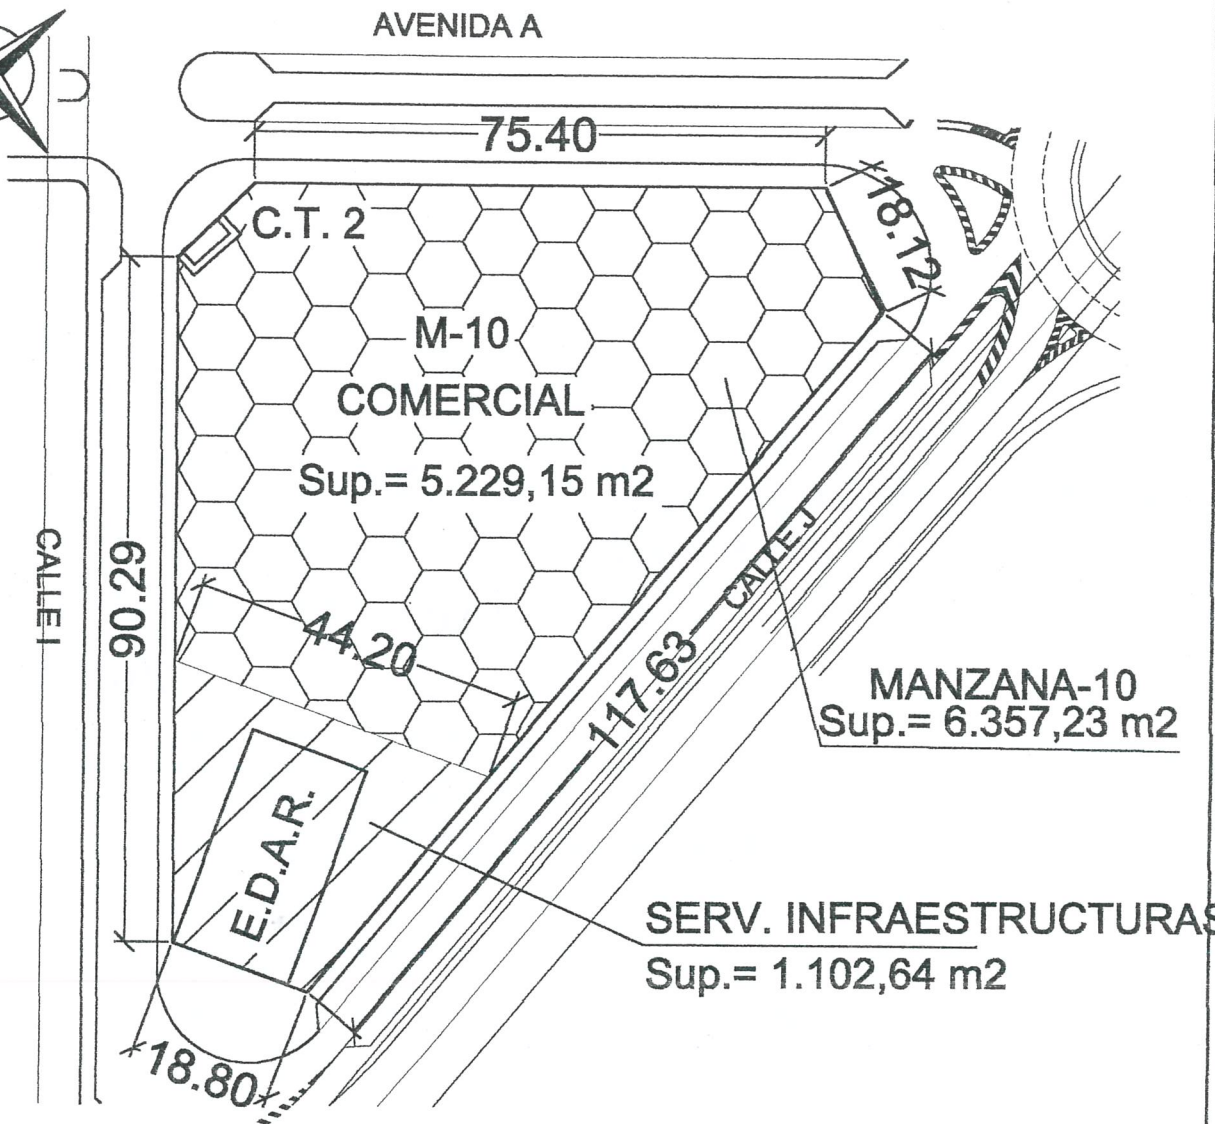 AVENIDA A
75.40
18.12
C.T. 2
M-10
COMERCIAL
Sup.= 5.229,15 m2
CALLE I
90.29
44.20
CALLE J
117.63
MANZANA-10
Sup.= 6.357,23 m2
E.D.A.R.
SERV. INFRAESTRUCTURAS
Sup.= 1.102,64 m2
18.80